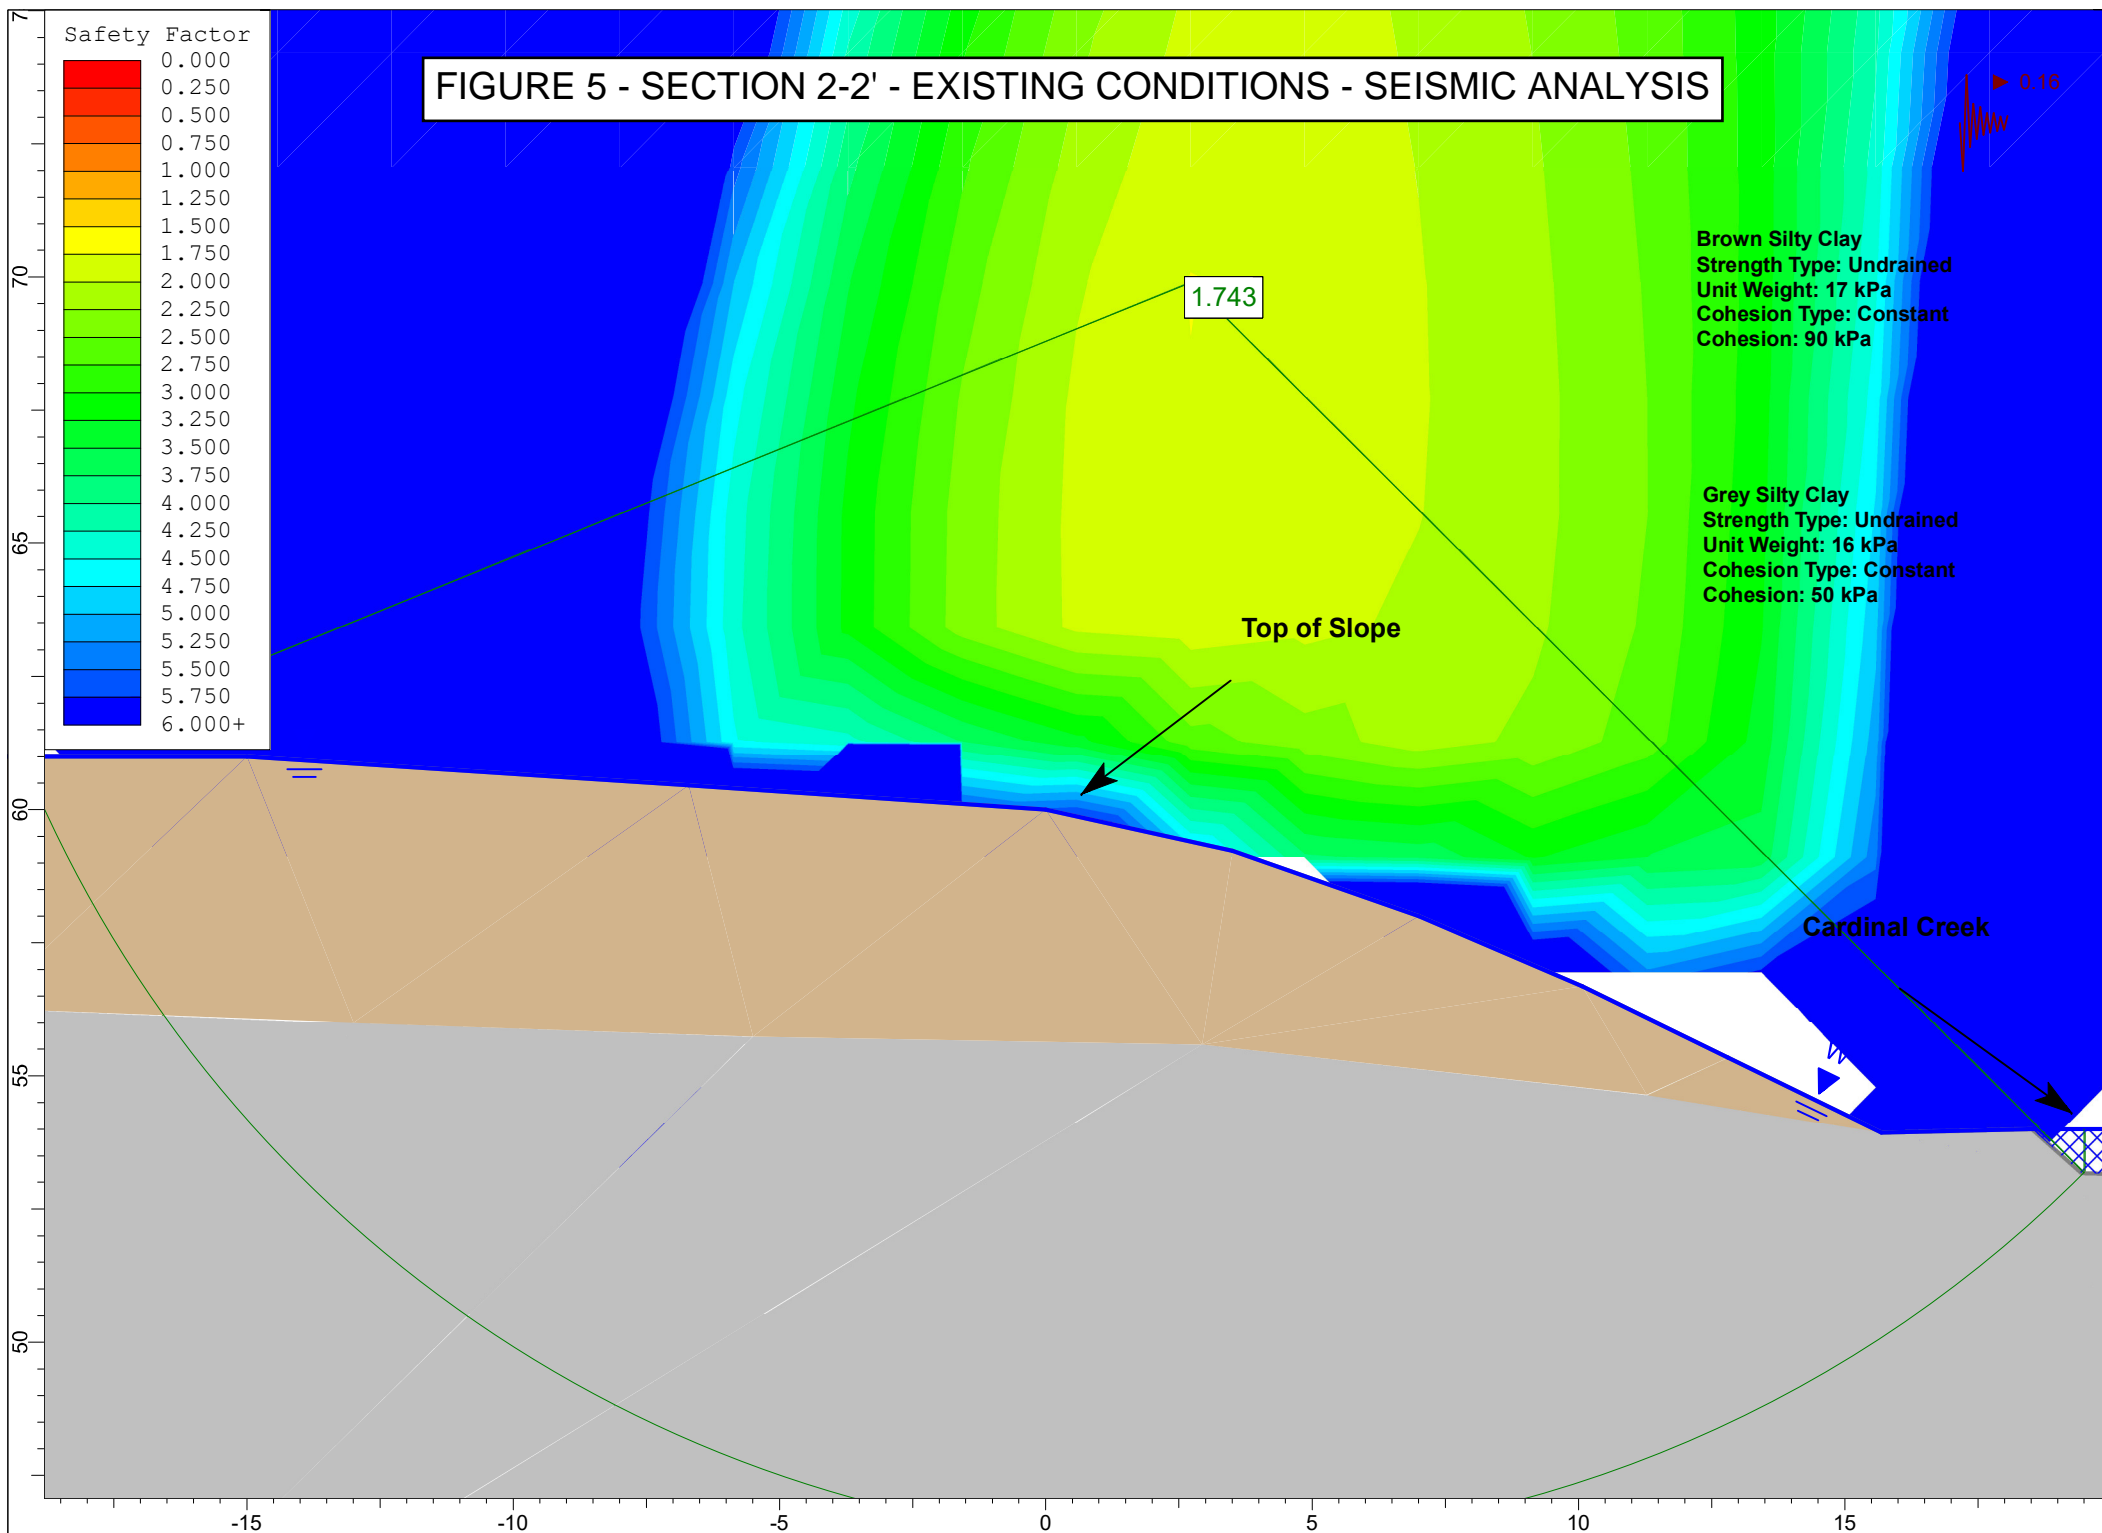 Safety Factor
0.000
0.250
0.500
0.750
1.000
1.250
1.500
1.750
2.000
2.250
2.500
2.750
3.000
3.250
3.500
3.750
4.000
4.250
4.500
4.750
5.000
5.250
5.500
5.750
6.000+
FIGURE 5 - SECTION 2-2' - EXISTING CONDITIONS - SEISMIC ANALYSIS
0.16
Brown Silty Clay
Strength Type: Undrained
Unit Weight: 17 kPa
Cohesion Type: Constant
Cohesion: 90 kPa
1.743
Grey Silty Clay
Strength Type: Undrained
Unit Weight: 16 kPa
Cohesion Type: Constant
Cohesion: 50 kPa
Top of Slope
Cardinal Creek
70
65
60
55
50
-15 -10 -5 0 5 10 15